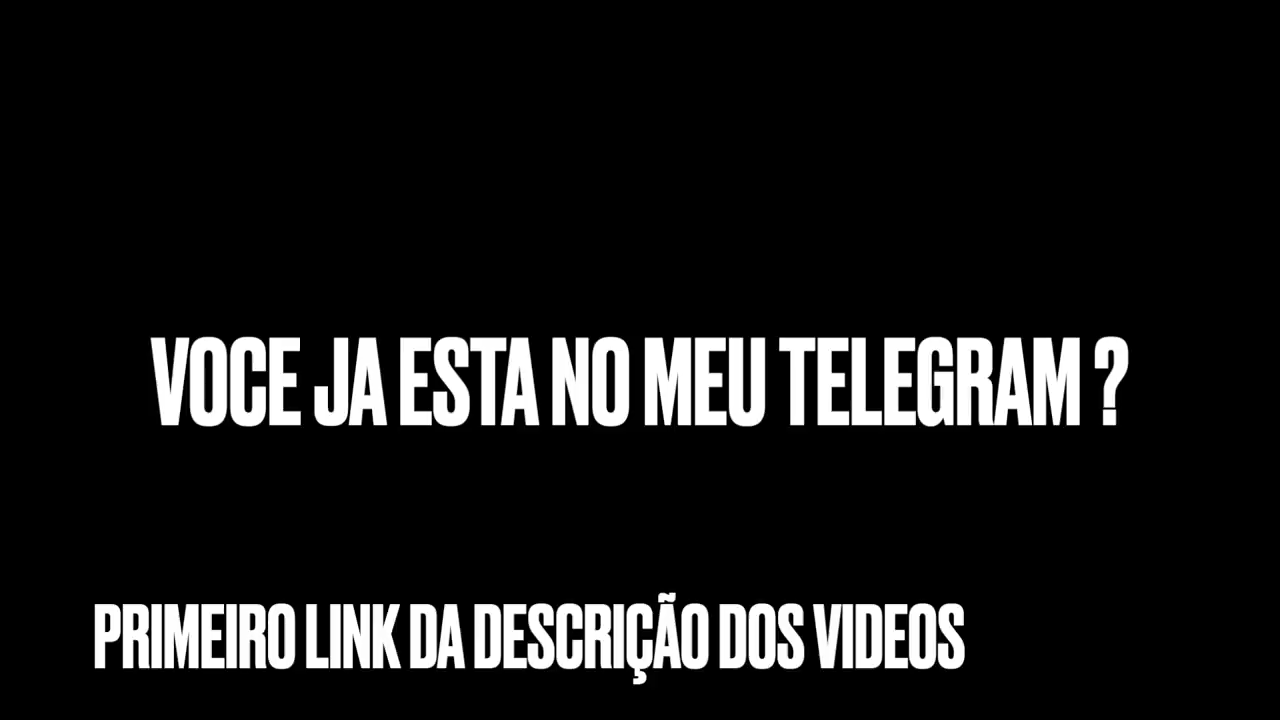 VOCE JA ESTA NO MEU TELEGRAM ?
PRIMEIRO LINK DA DESCRIÇÃO DOS VIDEOS